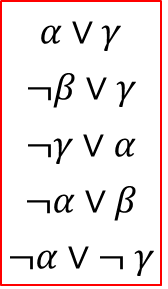 α ∨ γ
¬β ∨ γ
¬γ ∨ α
¬α ∨ β
¬α ∨ ¬ γ